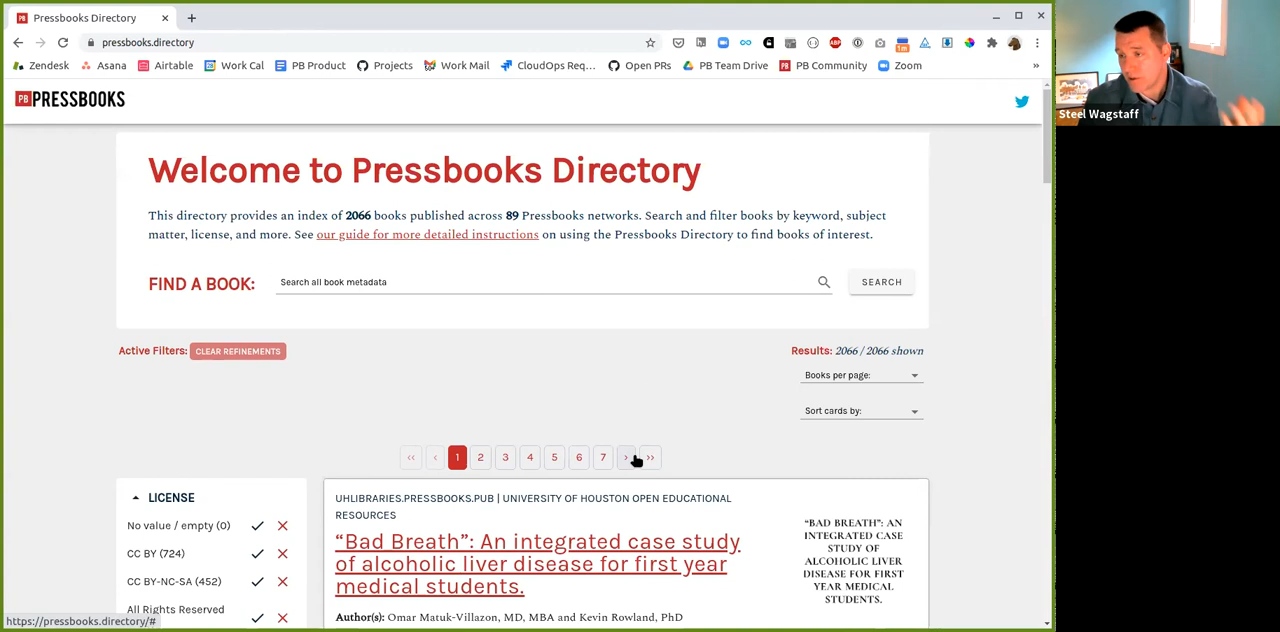 PB Pressbooks Directory
pressbooks.directory
1m
Zendesk Asana Airtable Work Cal PB Product Projects Work Mail CloudOps Req... Open PRs PB Team Drive PB PB Community Zoom »
PB PRESSBOOKS
Steel Wagstaff
Welcome to Pressbooks Directory
This directory provides an index of 2066 books published across 89 Pressbooks networks. Search and filter books by keyword, subject
matter, license, and more. See our guide for more detailed instructions on using the Pressbooks Directory to find books of interest.
FIND A BOOK: Search all book metadata SEARCH
Active Filters: CLEAR REFINEMENTS
Results: 2066 / 2066 shown
Books per page:
Sort cards by:
‹‹ ‹ 1 2 3 4 5 6 7 › ››
LICENSE
No value / empty (0)
CC BY (724)
CC BY-NC-SA (452)
All Rights Reserved
UHLIBRARIES.PRESSBOOKS.PUB | UNIVERSITY OF HOUSTON OPEN EDUCATIONAL
RESOURCES
“Bad Breath”: An integrated case study
of alcoholic liver disease for first year
medical students.
Author(s): Omar Matuk-Villazon, MD, MBA and Kevin Rowland, PhD
“BAD BREATH”: AN
INTEGRATED CASE
STUDY OF
ALCOHOLIC LIVER
DISEASE FOR FIRST
YEAR MEDICAL
STUDENTS.
https://pressbooks.directory/#